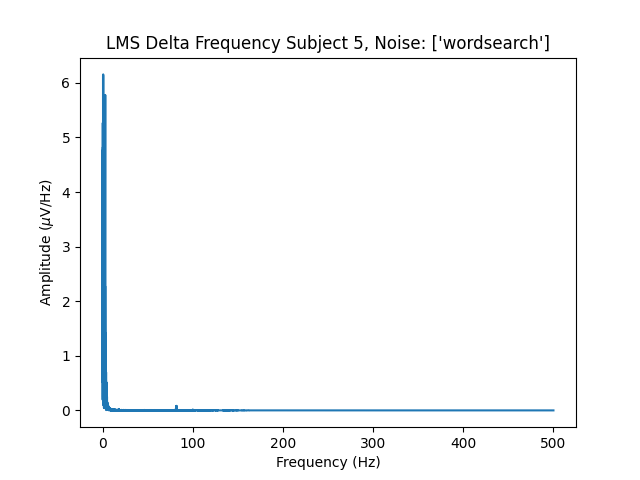 LMS Delta Frequency Subject 5, Noise: ['wordsearch']
Amplitude (μV/Hz)
6
5
4
3
2
1
0
0 100 200 300 400 500
Frequency (Hz)